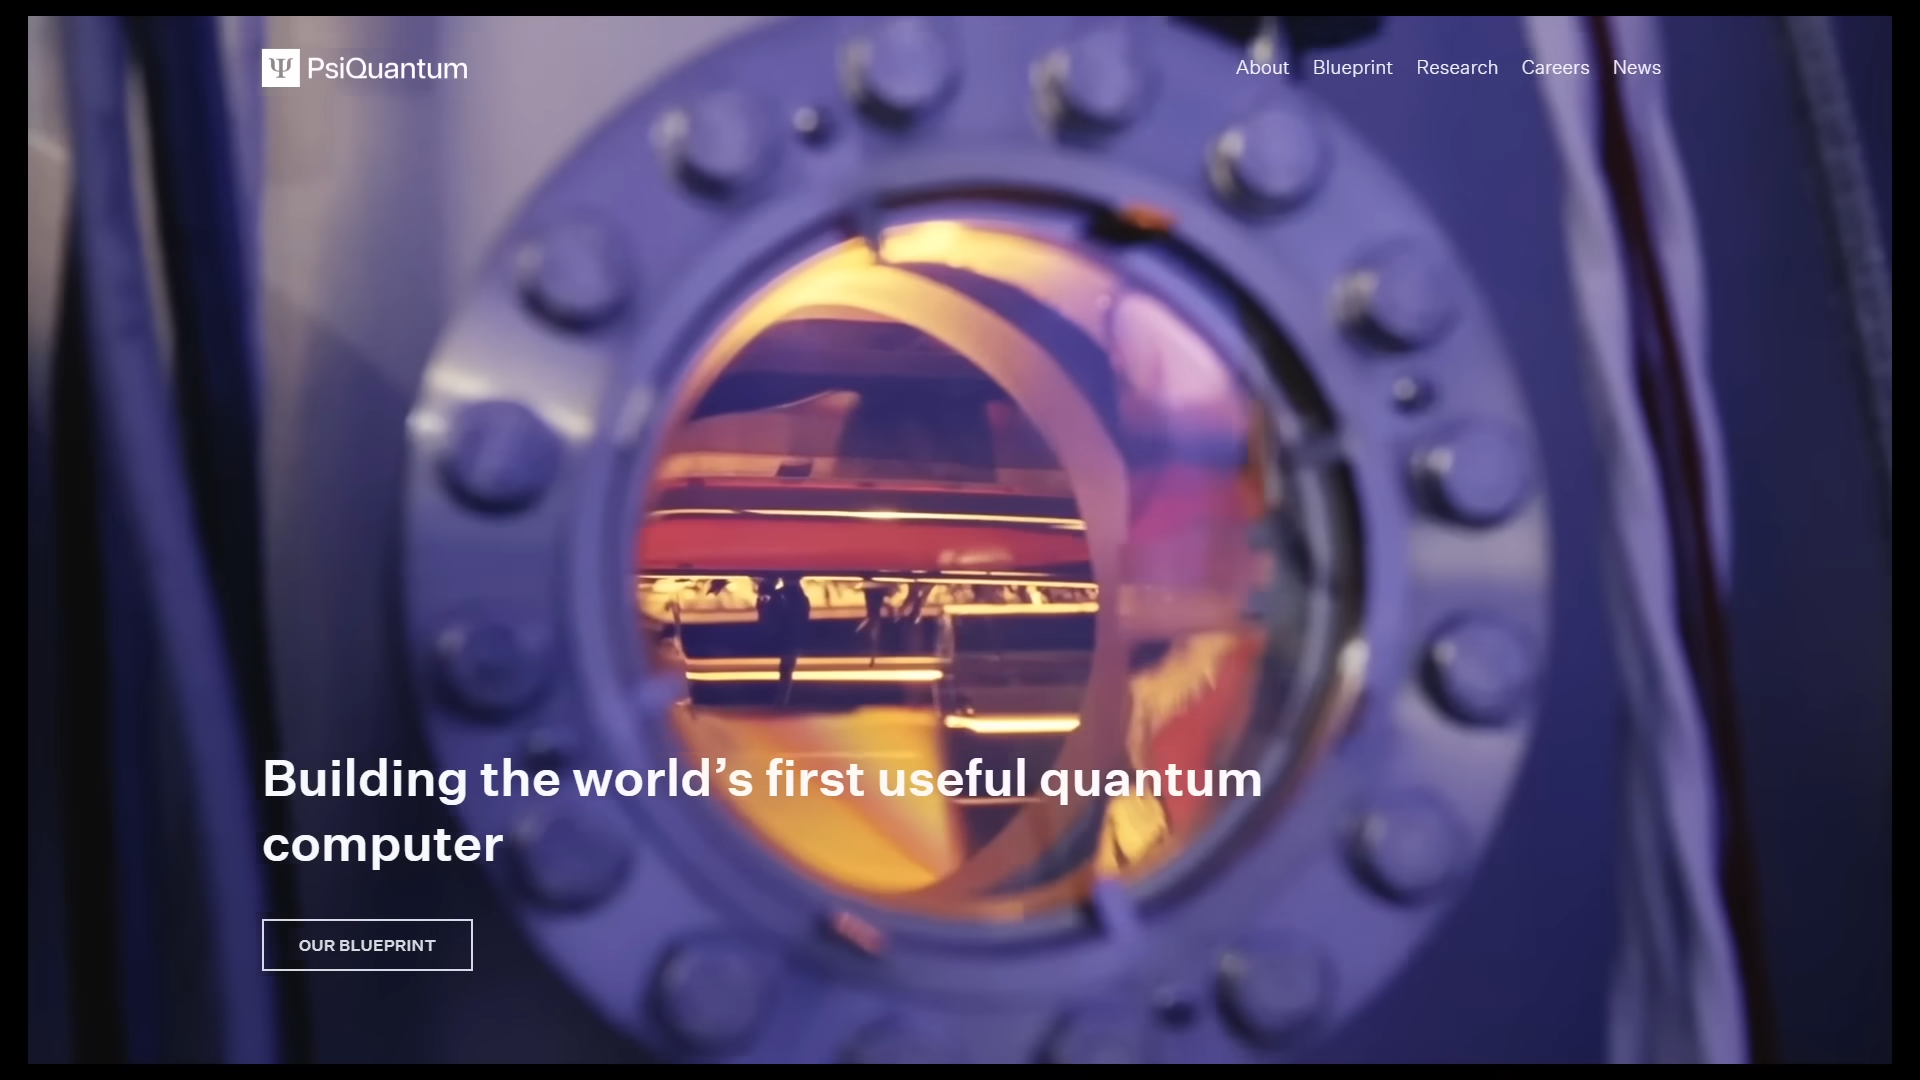 Ψ PsiQuantum
About Blueprint Research Careers News
Building the world’s first useful quantum
computer
OUR BLUEPRINT